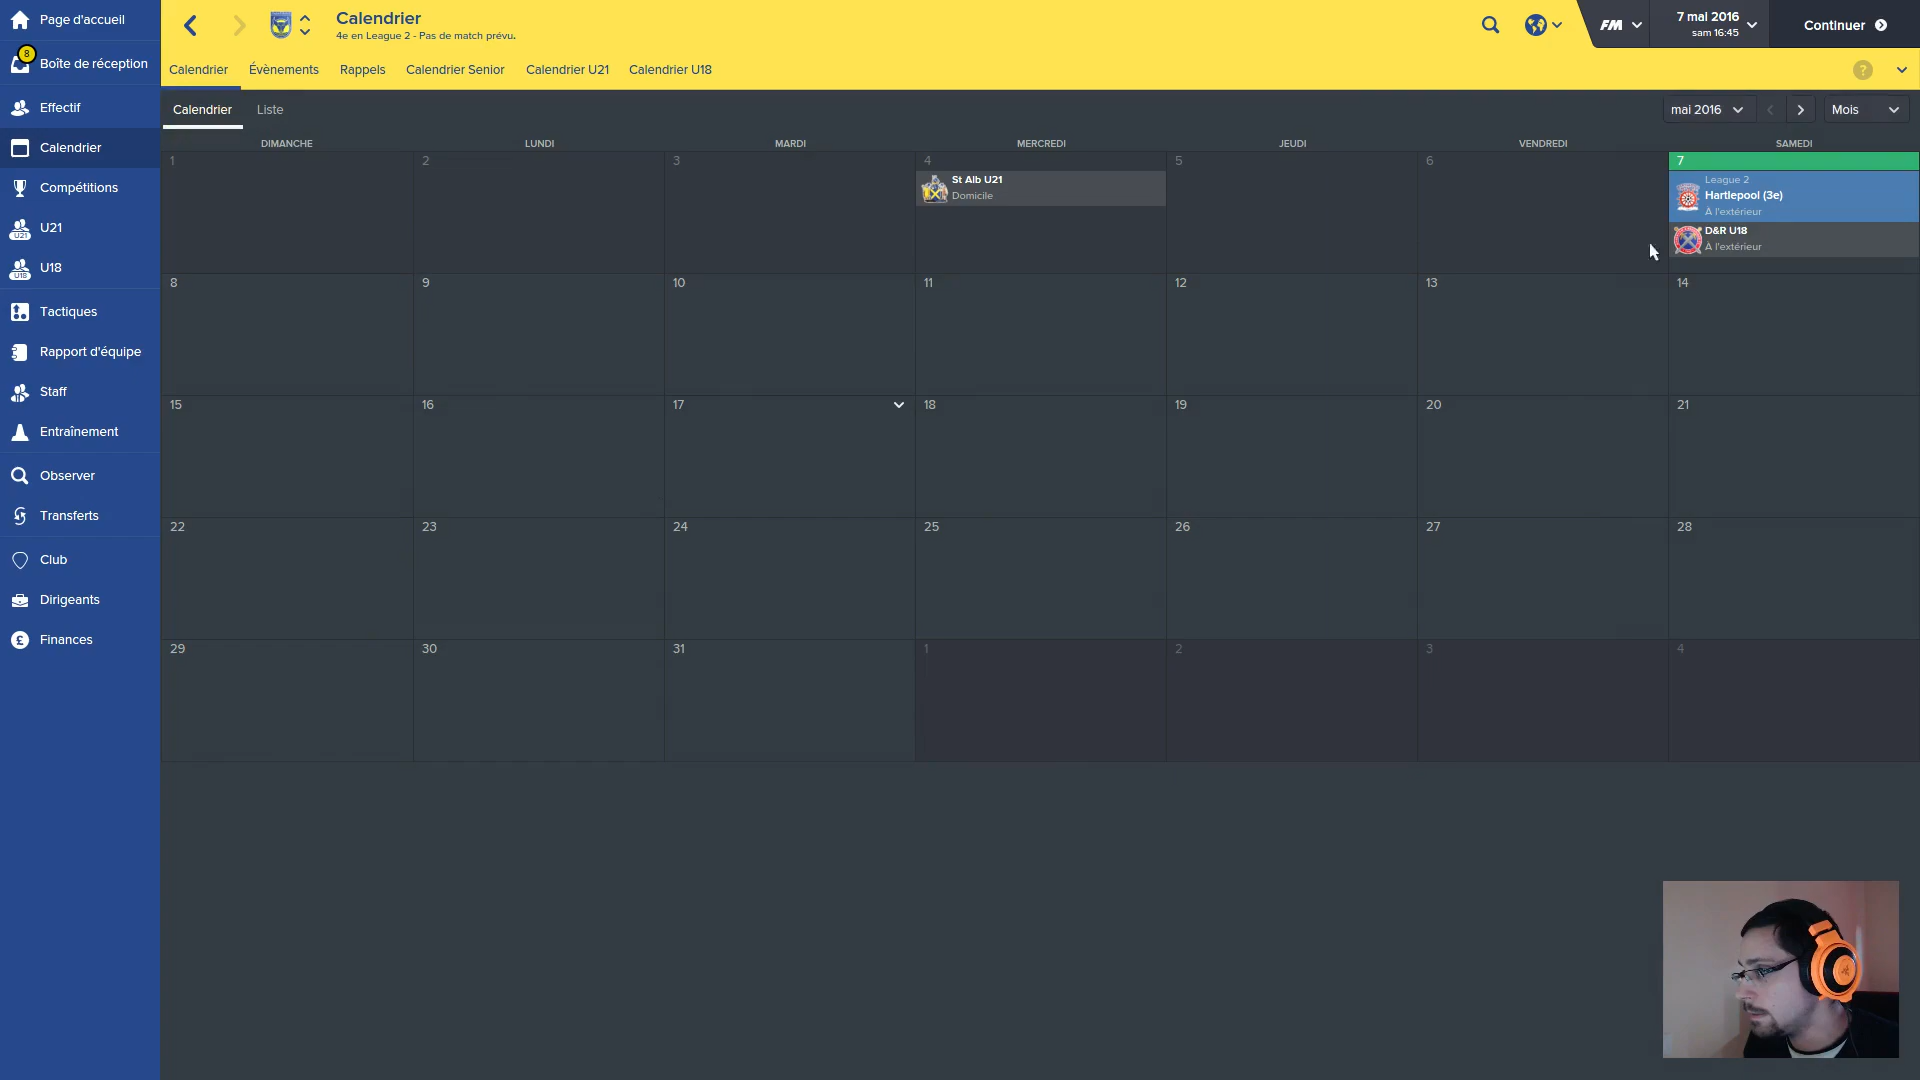 Page d'accueil
8
Boîte de réception
Effectif
Calendrier
Compétitions
U21
U21
U18
U18
Tactiques
Rapport d'équipe
Staff
Entraînement
Observer
Transferts
Club
Dirigeants
£
Finances
Calendrier
4e en League 2 - Pas de match prévu.
FM
7 mai 2016
sam 16:45
Continuer
Calendrier Évènements Rappels Calendrier Senior Calendrier U21 Calendrier U18
?
Calendrier Liste
mai 2016
Mois
DIMANCHE LUNDI MARDI MERCREDI JEUDI VENDREDI SAMEDI
1 2 3 4 5 6 7
St Alb U21
Domicile
League 2
Hartlepool (3e)
À l'extérieur
D&R U18
À l'extérieur
8 9 10 11 12 13 14
15 16 17 18 19 20 21
22 23 24 25 26 27 28
29 30 31 1 2 3 4